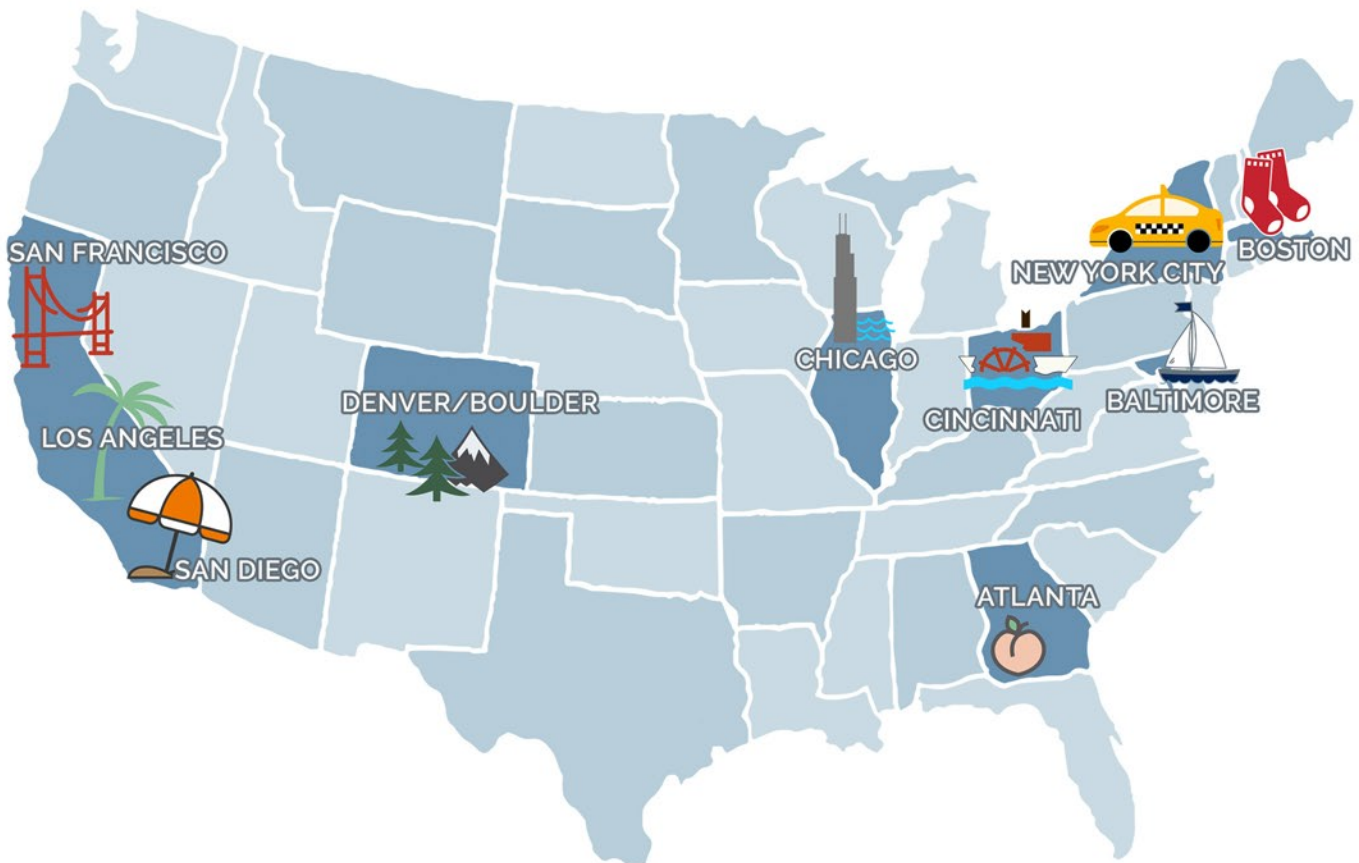 SAN FRANCISCO
LOS ANGELES
SAN DIEGO
DENVER/BOULDER
CHICAGO
CINCINNATI
ATLANTA
NEW YORK CITY
BOSTON
BALTIMORE